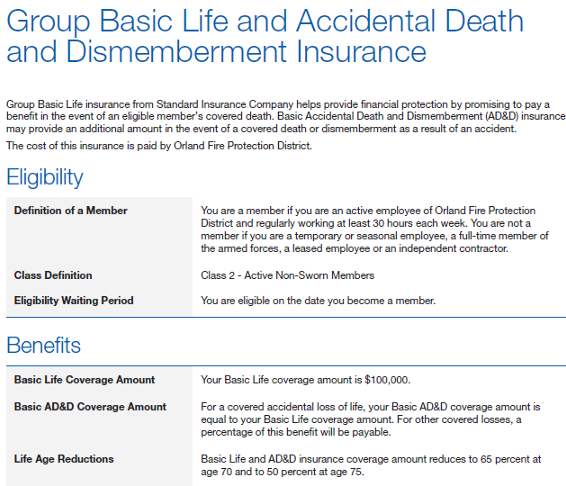 Group Basic Life and Accidental Death
and Dismemberment Insurance
Group Basic Life insurance from Standard Insurance Company helps provide financial protection by promising to pay a
benefit in the event of an eligible member's covered death. Basic Accidental Death and Dismemberment (AD&D) insurance
may provide an additional amount in the event of a covered death or dismemberment as a result of an accident.
The cost of this insurance is paid by Orland Fire Protection District.
Eligibility
Definition of a Member
You are a member if you are an active employee of Orland Fire Protection
District and regularly working at least 30 hours each week. You are not a
member if you are a temporary or seasonal employee, a full-time member of
the armed forces, a leased employee or an independent contractor.
Class Definition
Class 2 - Active Non-Sworn Members
Eligibility Waiting Period
You are eligible on the date you become a member.
Benefits
Basic Life Coverage Amount
Your Basic Life coverage amount is $100,000.
Basic AD&D Coverage Amount
For a covered accidental loss of life, your Basic AD&D coverage amount is
equal to your Basic Life coverage amount. For other covered losses, a
percentage of this benefit will be payable.
Life Age Reductions
Basic Life and AD&D insurance coverage amount reduces to 65 percent at
age 70 and to 50 percent at age 75.